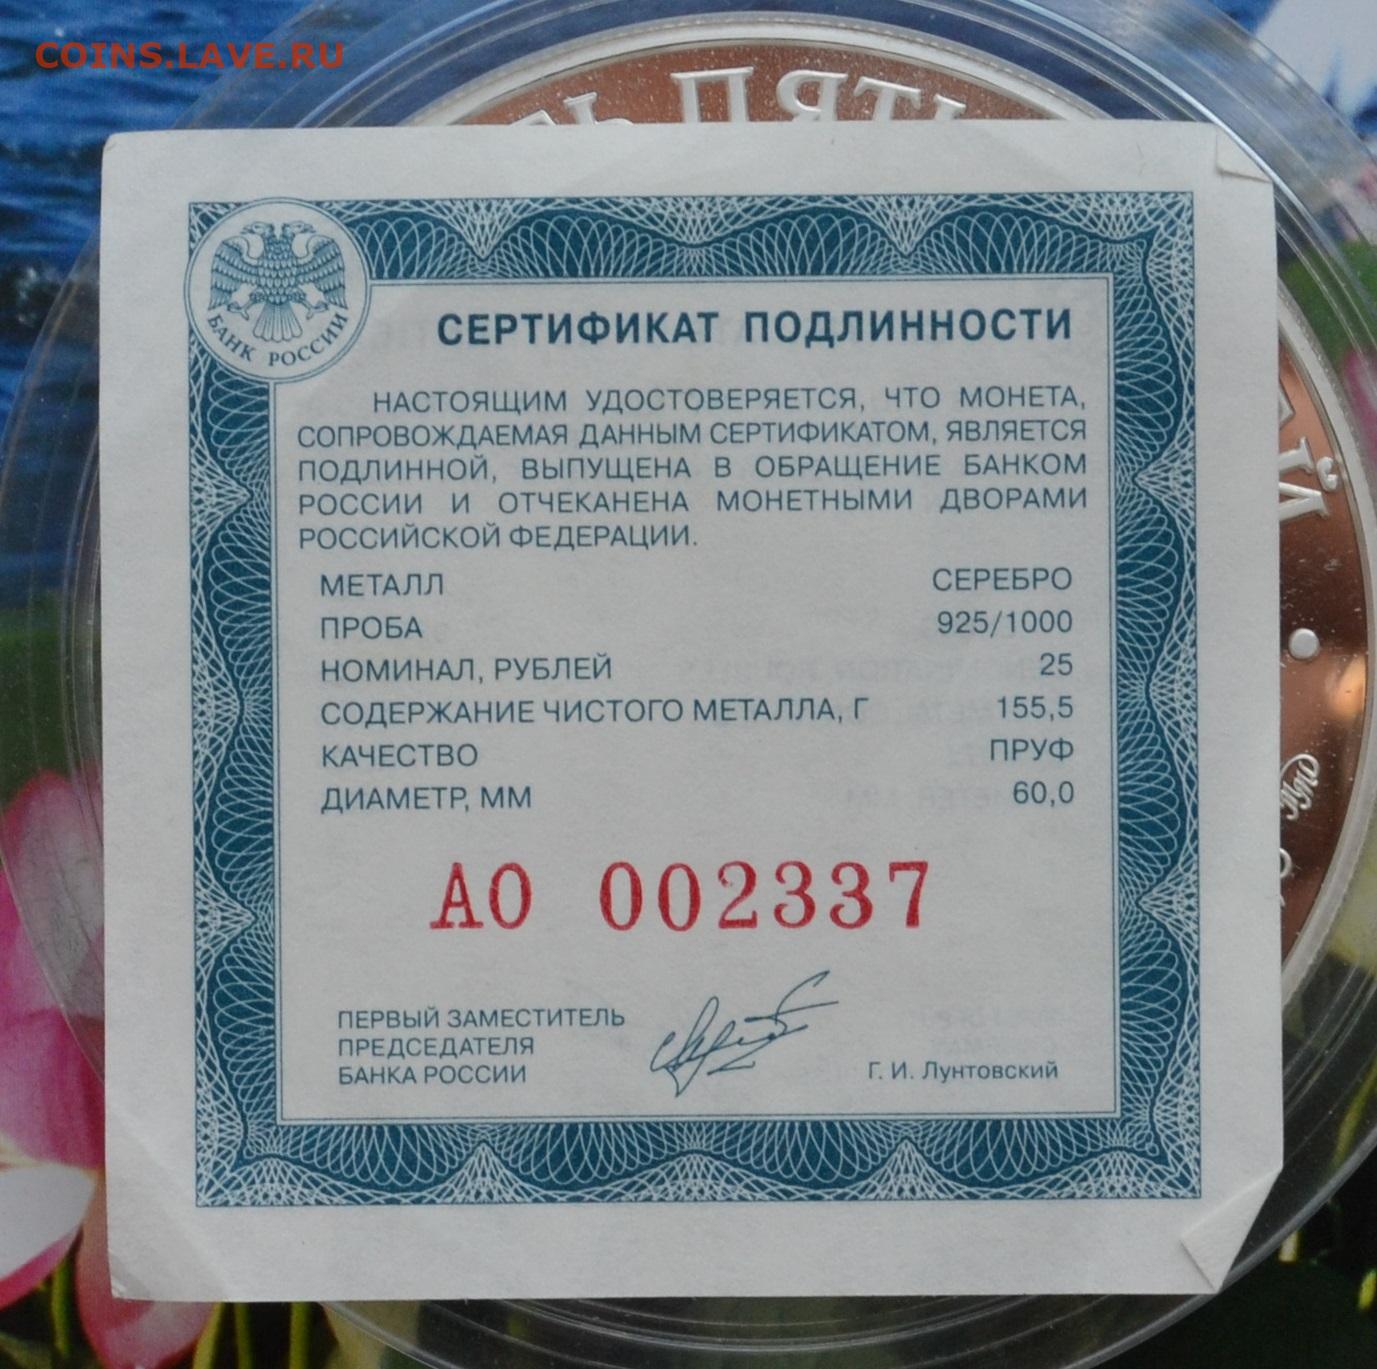 COINS.LAVE.RU
Ь ПЯТЬ
БАНК РОССИИ
СЕРТИФИКАТ ПОДЛИННОСТИ
НАСТОЯЩИМ УДОСТОВЕРЯЕТСЯ, ЧТО МОНЕТА,
СОПРОВОЖДАЕМАЯ ДАННЫМ СЕРТИФИКАТОМ, ЯВЛЯЕТСЯ
ПОДЛИННОЙ, ВЫПУЩЕНА В ОБРАЩЕНИЕ БАНКОМ
РОССИИ И ОТЧЕКАНЕНА МОНЕТНЫМИ ДВОРАМИ
РОССИЙСКОЙ ФЕДЕРАЦИИ.
МЕТАЛЛ СЕРЕБРО
ПРОБА 925/1000
НОМИНАЛ, РУБЛЕЙ 25
СОДЕРЖАНИЕ ЧИСТОГО МЕТАЛЛА, Г 155,5
КАЧЕСТВО ПРУФ
ДИАМЕТР, ММ 60,0
АО 002337
ПЕРВЫЙ ЗАМЕСТИТЕЛЬ
ПРЕДСЕДАТЕЛЯ
БАНКА РОССИИ
Г. И. Лунтовский